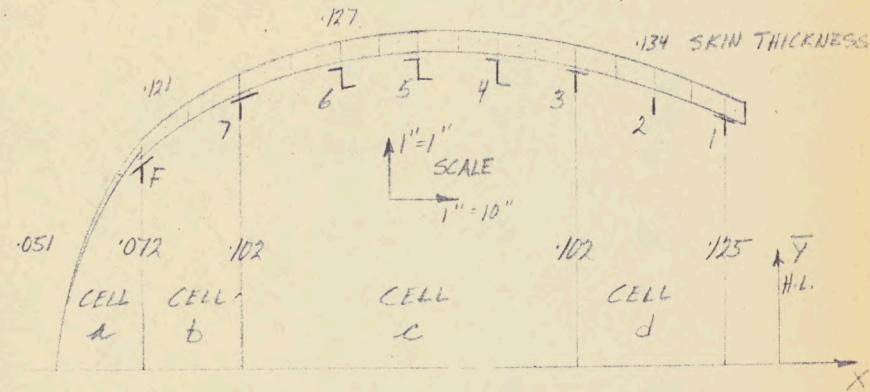 .127
.134 SKIN THICKNESS
.121
7 6 5 4 3 2 1
F
1"=1"
SCALE
1"=10"
.051 .072 .102 .102 .125
Y
H.L.
CELL a
CELL b
CELL c
CELL d
X